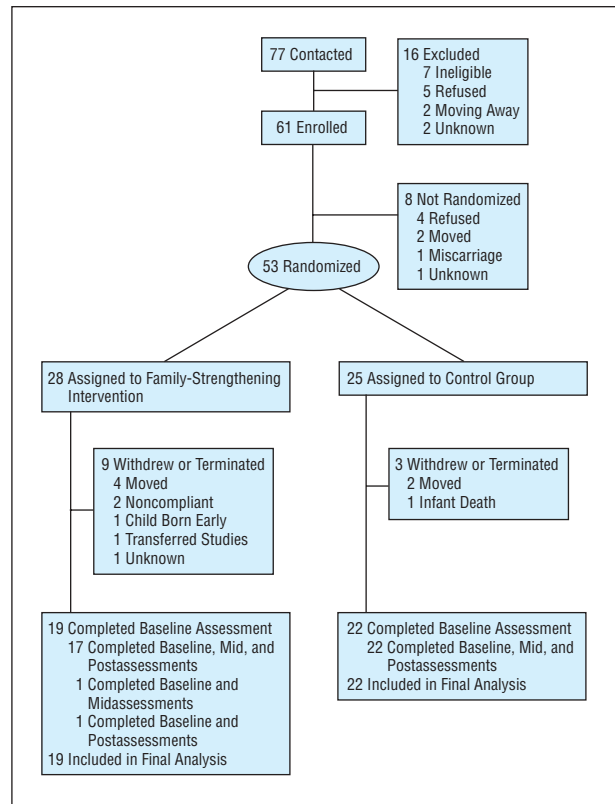 77 Contacted
16 Excluded
7 Ineligible
5 Refused
2 Moving Away
2 Unknown
61 Enrolled
8 Not Randomized
4 Refused
2 Moved
1 Miscarriage
1 Unknown
53 Randomized
28 Assigned to Family-Strengthening
Intervention
25 Assigned to Control Group
9 Withdrew or Terminated
4 Moved
2 Noncompliant
1 Child Born Early
1 Transferred Studies
1 Unknown
3 Withdrew or Terminated
2 Moved
1 Infant Death
19 Completed Baseline Assessment
17 Completed Baseline, Mid, and
Postassessments
1 Completed Baseline and
Midassessments
1 Completed Baseline and
Postassessments
19 Included in Final Analysis
22 Completed Baseline Assessment
22 Completed Baseline, Mid, and
Postassessments
22 Included in Final Analysis